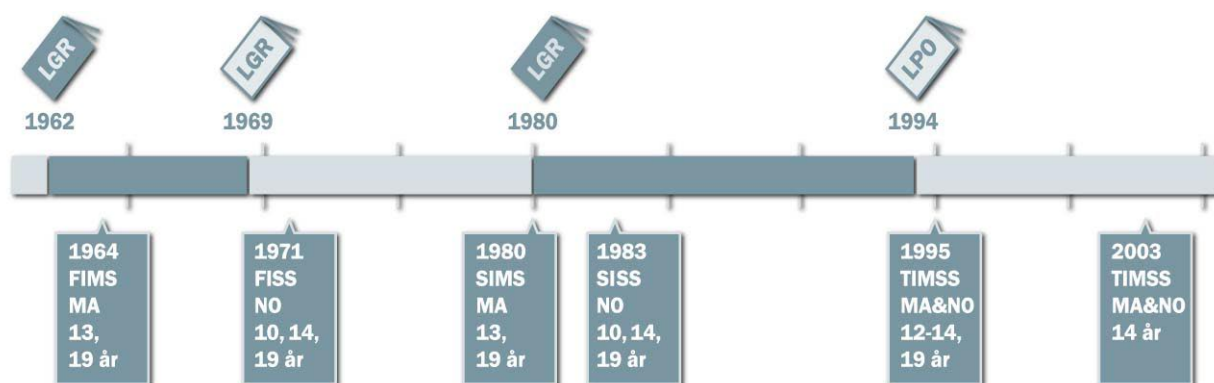 LGR
LGR
LGR
LPO
1962
1969
1980
1994
1964
FIMS
MA
13,
19 år
1971
FISS
NO
10, 14,
19 år
1980
SIMS
MA
13,
19 år
1983
SISS
NO
10, 14,
19 år
1995
TIMSS
MA&NO
12-14,
19 år
2003
TIMSS
MA&NO
14 år